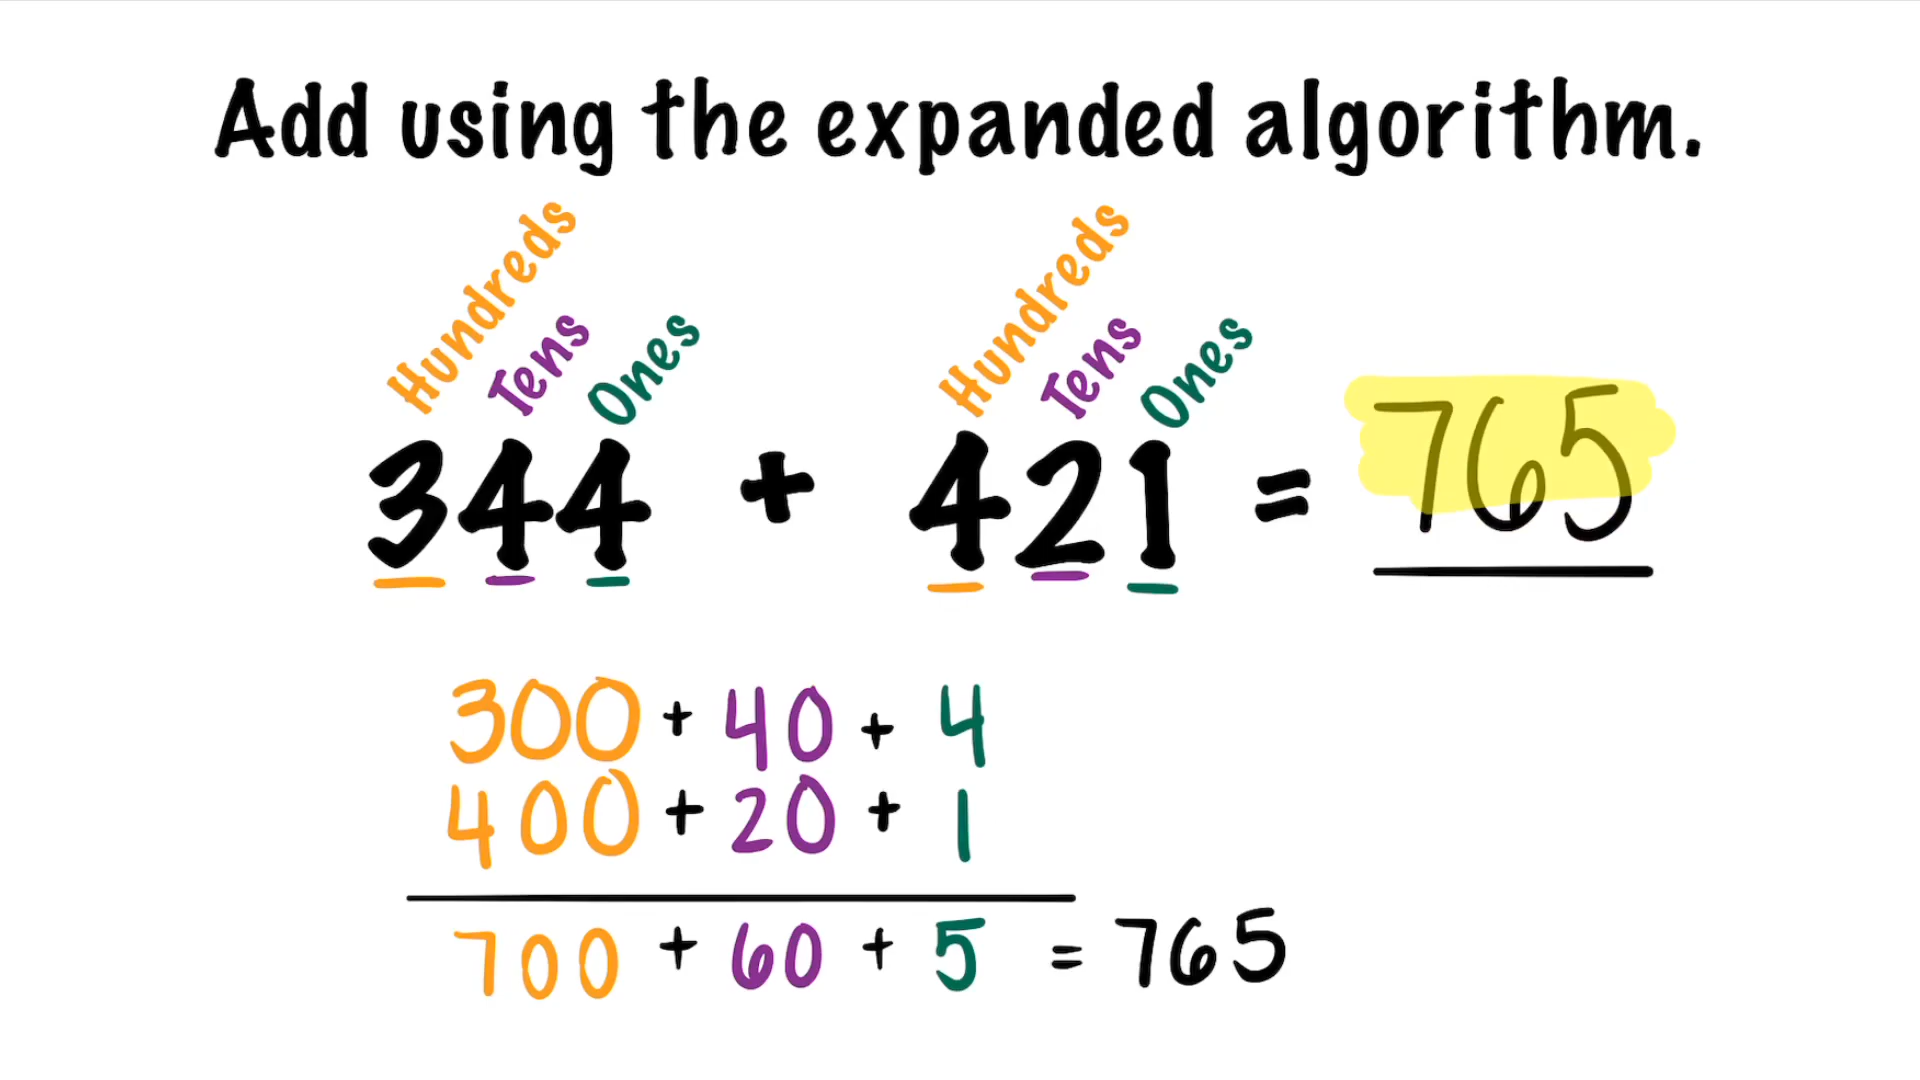 Add using the expanded algorithm.
Hundreds Tens Ones Hundreds Tens Ones
344 + 421 = 765
300 + 40 + 4
400 + 20 + 1
700 + 60 + 5 = 765